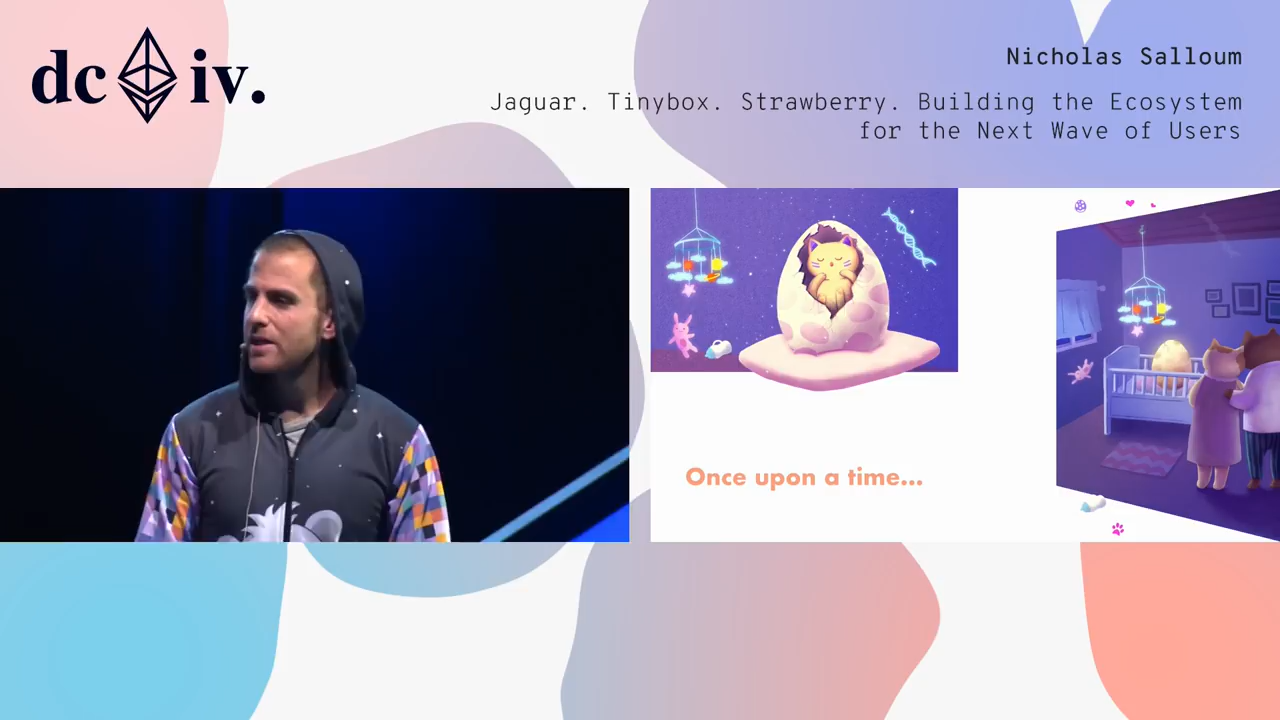 dc iv.
Nicholas Salloum
Jaguar. Tinybox. Strawberry. Building the Ecosystem
for the Next Wave of Users
Once upon a time...